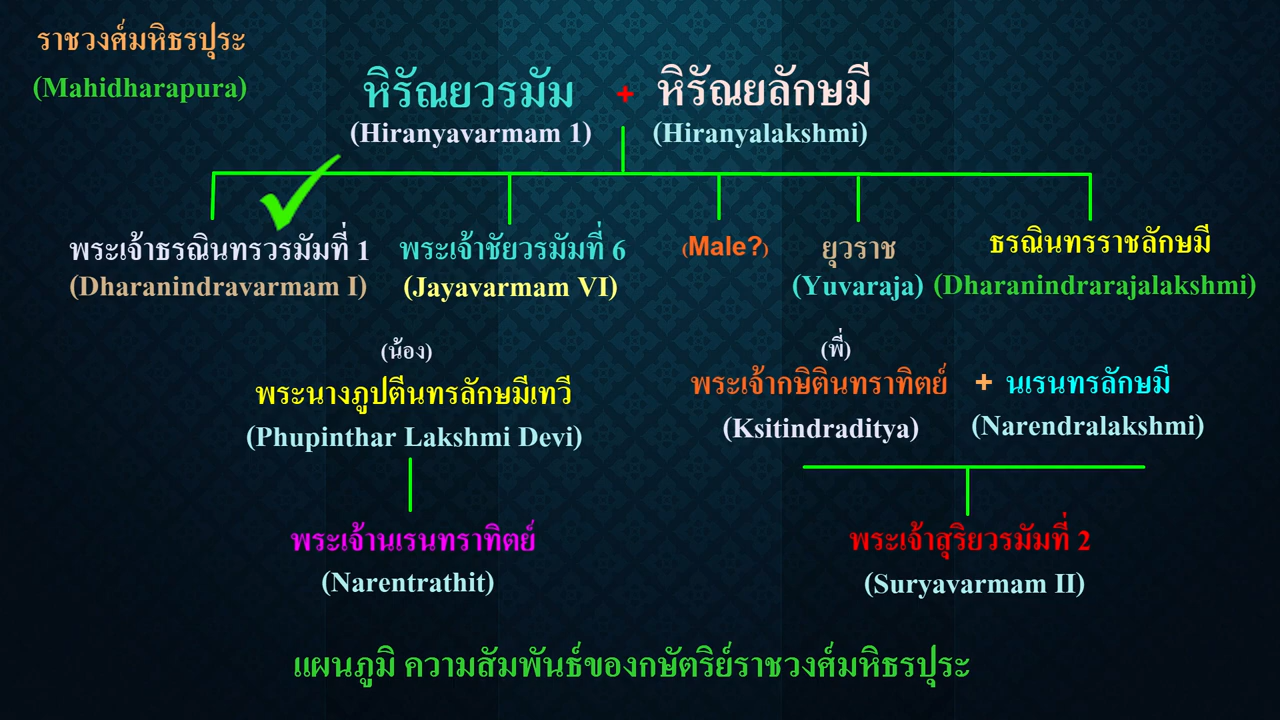 ราชวงศ์มหิธรปุระ
(Mahidharapura)
หิรัณยวรมัม + หิรัณยลักษมี
(Hiranyavarmam 1) (Hiranyalakshmi)
พระเจ้าธรณินทรวรมัมที่ 1 พระเจ้าชัยวรมัมที่ 6 (Male?) ยุวราช ธรณินทรราชลักษมี
(Dharanindravarmam I) (Jayavarmam VI) (Yuvaraja) (Dharanindrarajalakshmi)
(น้อง) (พี่)
พระนางภูปตีนทรลักษมีเทวี พระเจ้ากษิตินทราทิตย์ + นเรนทรลักษมี
(Phupinthar Lakshmi Devi) (Ksitindraditya) (Narendralakshmi)
พระเจ้านเรนทราทิตย์ พระเจ้าสุริยวรมัมที่ 2
(Narentrathit) (Suryavarmam II)
แผนภูมิ ความสัมพันธ์ของกษัตริย์ราชวงศ์มหิธรปุระ